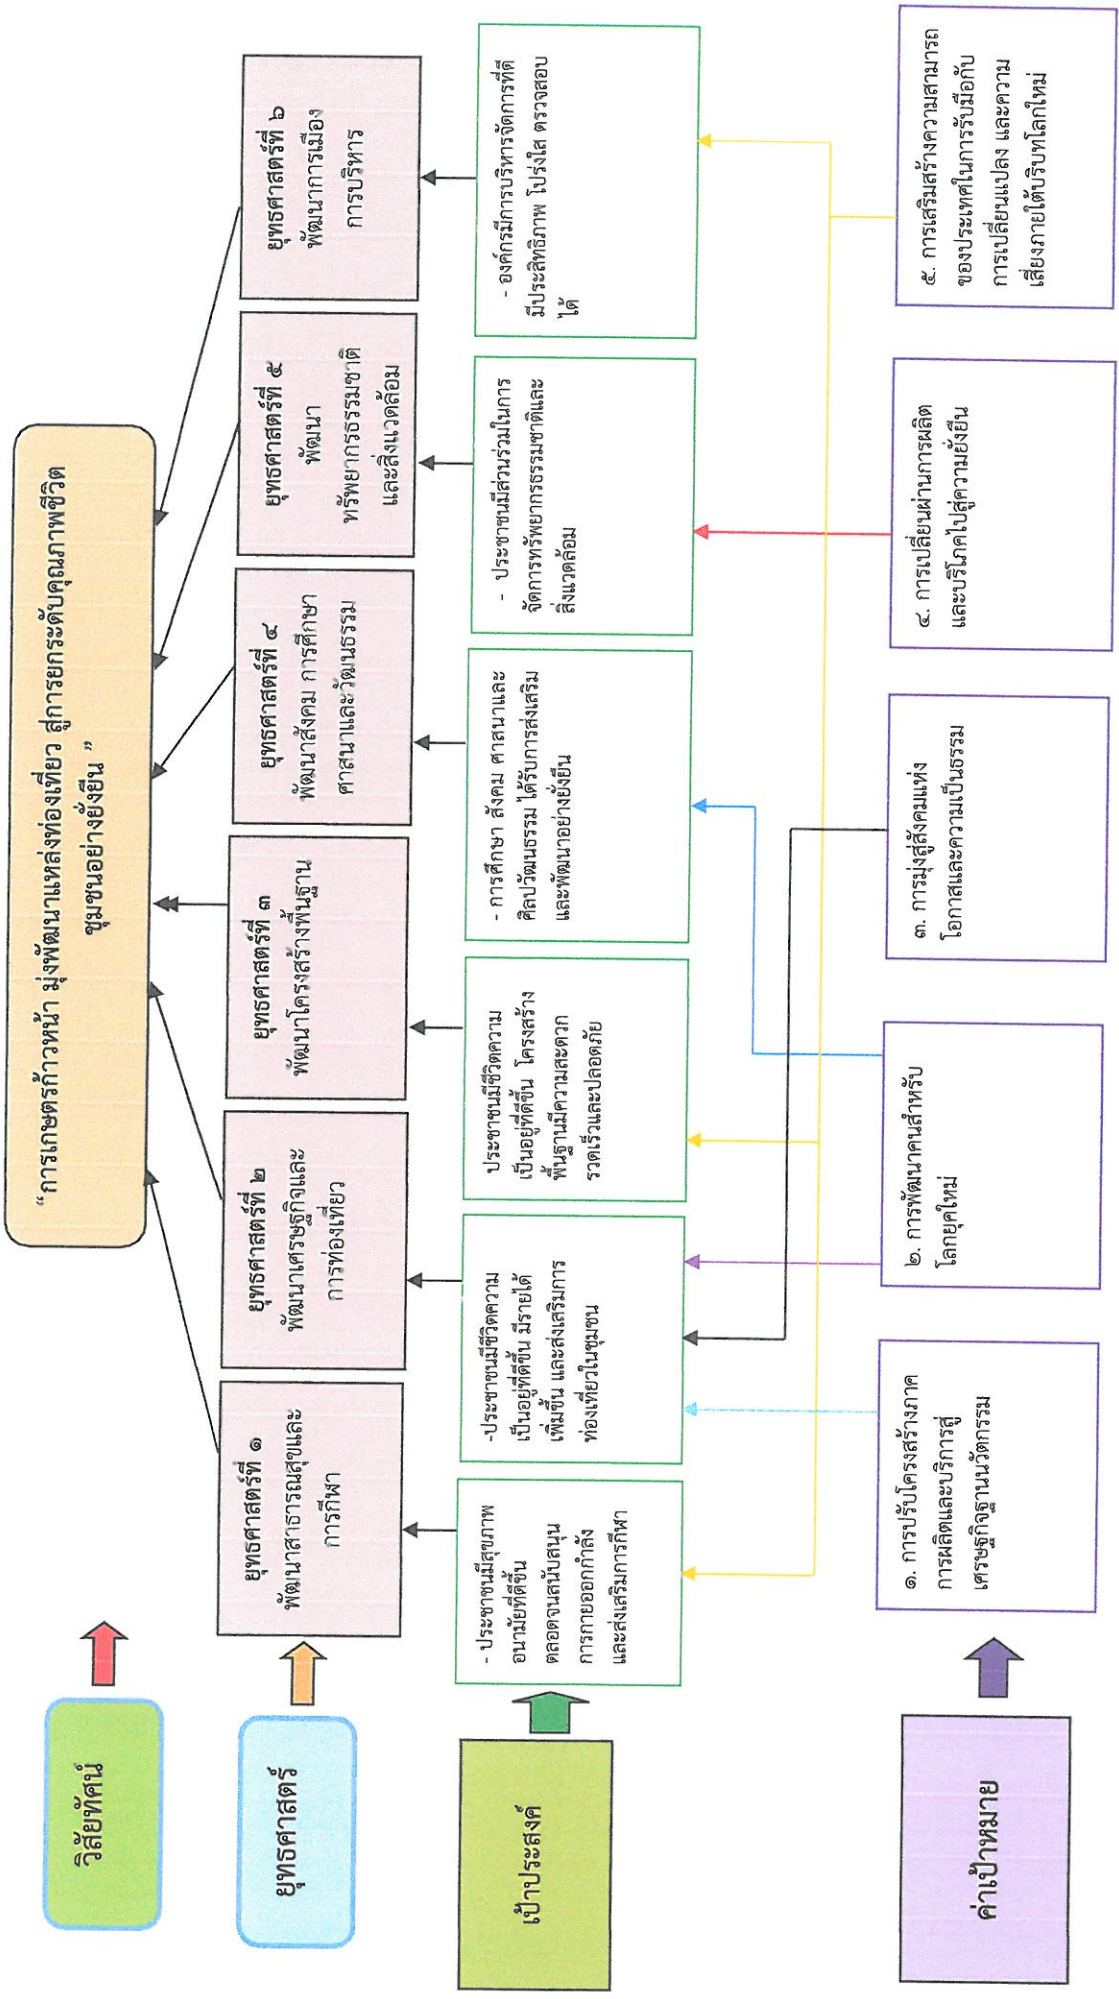 วิสัยทัศน์
“การเกษตรก้าวหน้า มุ่งพัฒนาแหล่งท่องเที่ยว สู่การยกระดับคุณภาพชีวิต
ชุมชนอย่างยั่งยืน ”
ยุทธศาสตร์
ยุทธศาสตร์ที่ ๑
พัฒนาสาธารณสุขและ
การกีฬา
ยุทธศาสตร์ที่ ๒
พัฒนาเศรษฐกิจและ
การท่องเที่ยว
ยุทธศาสตร์ที่ ๓
พัฒนาโครงสร้างพื้นฐาน
ยุทธศาสตร์ที่ ๔
พัฒนาสังคม การศึกษา
ศาสนาและวัฒนธรรม
ยุทธศาสตร์ที่ ๕
พัฒนา
ทรัพยากรธรรมชาติ
และสิ่งแวดล้อม
ยุทธศาสตร์ที่ ๖
พัฒนาการเมือง
การบริหาร
เป้าประสงค์
- ประชาชนมีสุขภาพ
อนามัยที่ดีขึ้น
ตลอดจนสนับสนุน
การกายออกกำลัง
และส่งเสริมการกีฬา
-ประชาชนมีชีวิตความ
เป็นอยู่ที่ดีขึ้น มีรายได้
เพิ่มขึ้น และส่งเสริมการ
ท่องเที่ยวในชุมชน
ประชาชนมีชีวิตความ
เป็นอยู่ที่ดีขึ้น โครงสร้าง
พื้นฐานมีความสะดวก
รวดเร็วและปลอดภัย
- การศึกษา สังคม ศาสนาและ
ศิลปวัฒนธรรม ได้รับการส่งเสริม
และพัฒนาอย่างยั่งยืน
- ประชาชนมีส่วนร่วมในการ
จัดการทรัพยากรธรรมชาติและ
สิ่งแวดล้อม
- องค์กรมีการบริหารจัดการที่ดี
มีประสิทธิภาพ โปร่งใส ตรวจสอบ
ได้
ค่าเป้าหมาย
๑. การปรับโครงสร้างภาค
การผลิตและบริการสู่
เศรษฐกิจฐานนวัตกรรม
๒. การพัฒนาคนสำหรับ
โลกยุคใหม่
๓. การมุ่งสู่สังคมแห่ง
โอกาสและความเป็นธรรม
๔. การเปลี่ยนผ่านการผลิต
และบริโภคไปสู่ความยั่งยืน
๕. การเสริมสร้างความสามารถ
ของประเทศในการรับมือกับ
การเปลี่ยนแปลง และความ
เสี่ยงภายใต้บริบทโลกใหม่